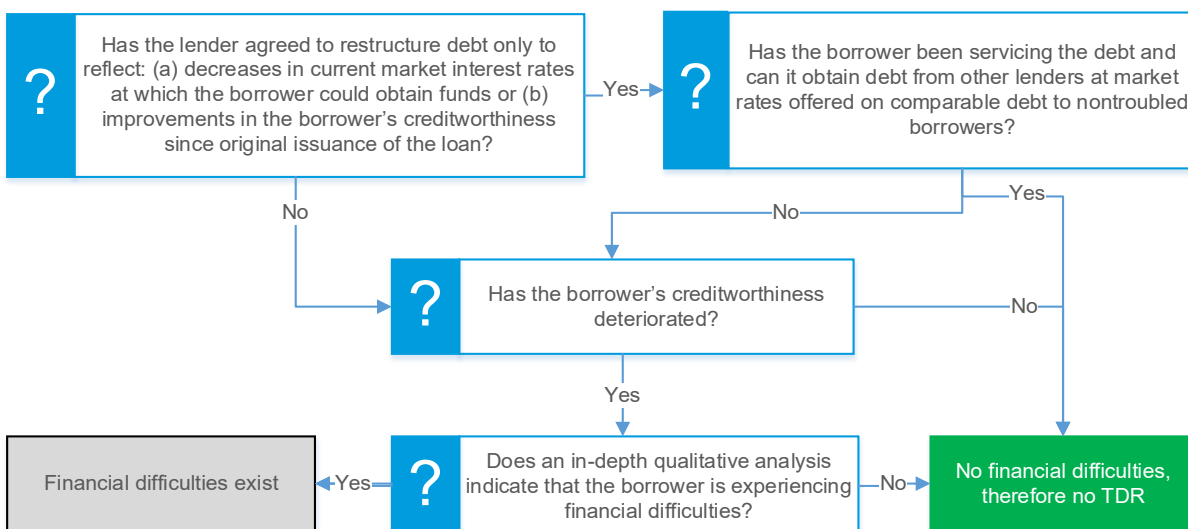 ?
Has the lender agreed to restructure debt only to
reflect: (a) decreases in current market interest rates
at which the borrower could obtain funds or (b)
improvements in the borrower’s creditworthiness
since original issuance of the loan?
Yes
?
Has the borrower been servicing the debt and
can it obtain debt from other lenders at market
rates offered on comparable debt to nontroubled
borrowers?
No
No
Yes
?
Has the borrower’s creditworthiness
deteriorated?
No
Yes
Financial difficulties exist
Yes
?
Does an in-depth qualitative analysis
indicate that the borrower is experiencing
financial difficulties?
No
No financial difficulties,
therefore no TDR